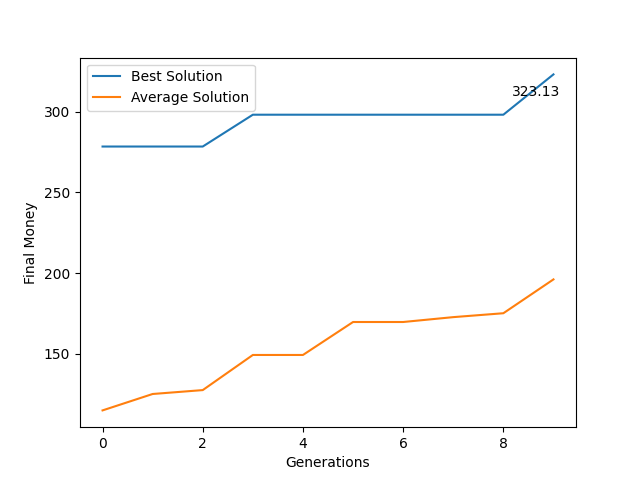 Best Solution
Average Solution
323.13
300
250
200
150
Final Money
0 2 4 6 8
Generations